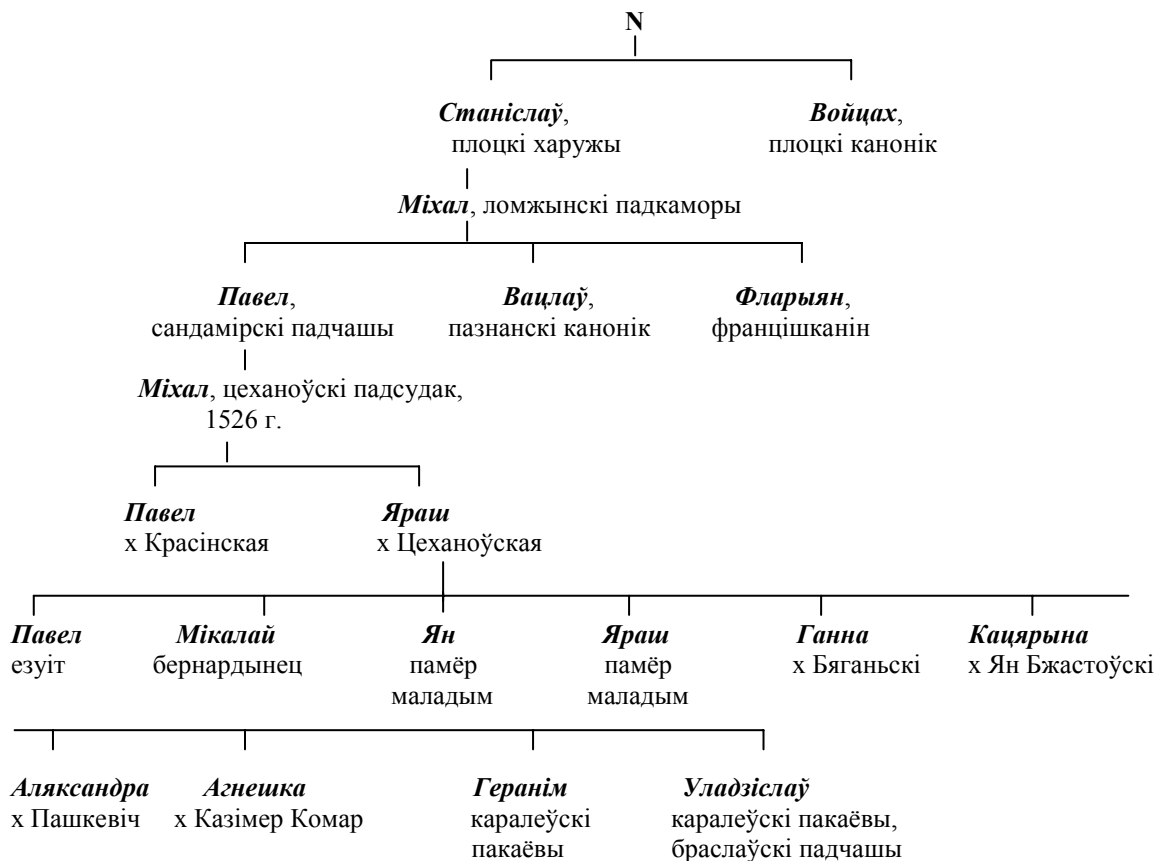 N
Станіслаў, Войцах,
плоцкі харужы плоцкі канонік
Міхал, ломжынскі падкаморы
Павел, Вацлаў, Фларыян,
сандамірскі падчашы пазнанскі канонік францішканін
Міхал, цеханоўскі падсудак,
1526 г.
Павел Яраш
х Красінская х Цеханоўская
Павел Мікалай Ян Яраш Ганна Кацярына
езуіт бернардынец памёр памёр х Бяганьскі х Ян Бжастоўскі
маладым маладым
Аляксандра Агнешка Геранім Уладзіслаў
х Пашкевіч х Казімер Комар каралеўскі каралеўскі пакаёвы,
пакаёвы браслаўскі падчашы